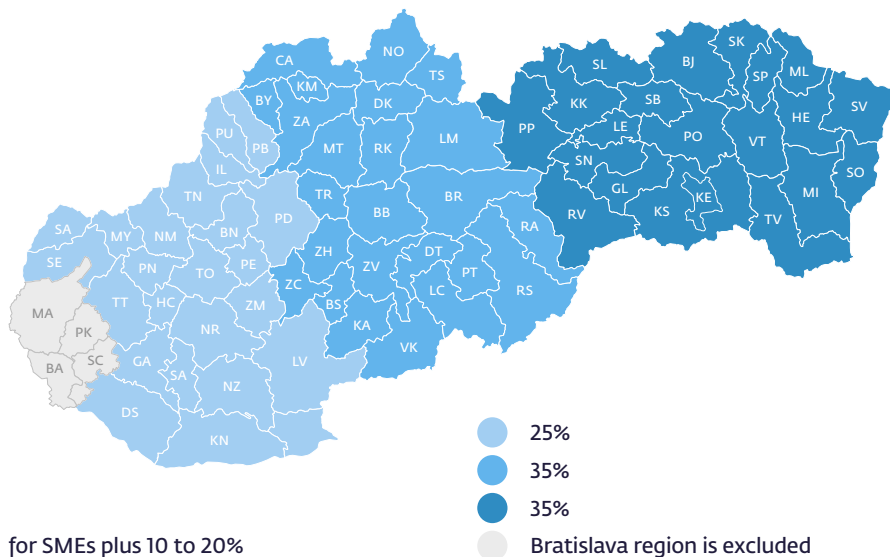 NO
CA
SK
TS
SL
BJ
KM
SP
ML
BY
DK
KK
SB
SV
ZA
HE
PU
LE
PP
PO
LM
VT
PB
MT
RK
IL
SN
SO
GL
MI
TN
TR
KE
BR
KS
RV
PD
BB
TV
SA
RA
BN
MY
NM
ZH
DT
SE
PE
ZV
PN
TO
PT
ZC
LC
RS
TT
HC
BS
ZM
MA
KA
NR
PK
VK
SC
GA
LV
BA
SA
NZ
DS
KN
25%
35%
35%
for SMEs plus 10 to 20%
Bratislava region is excluded